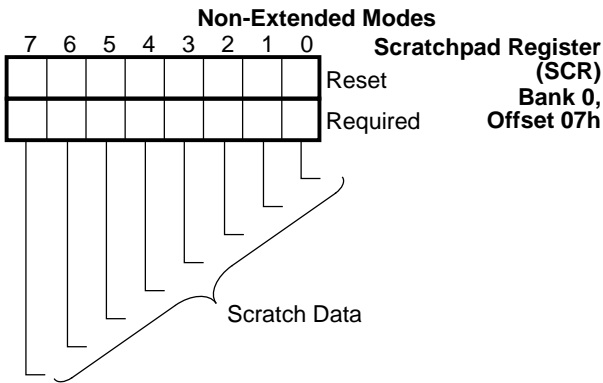 Non-Extended Modes
7 6 5 4 3 2 1 0
Scratchpad Register
(SCR)
Bank 0,
Offset 07h
Reset
Required
Scratch Data